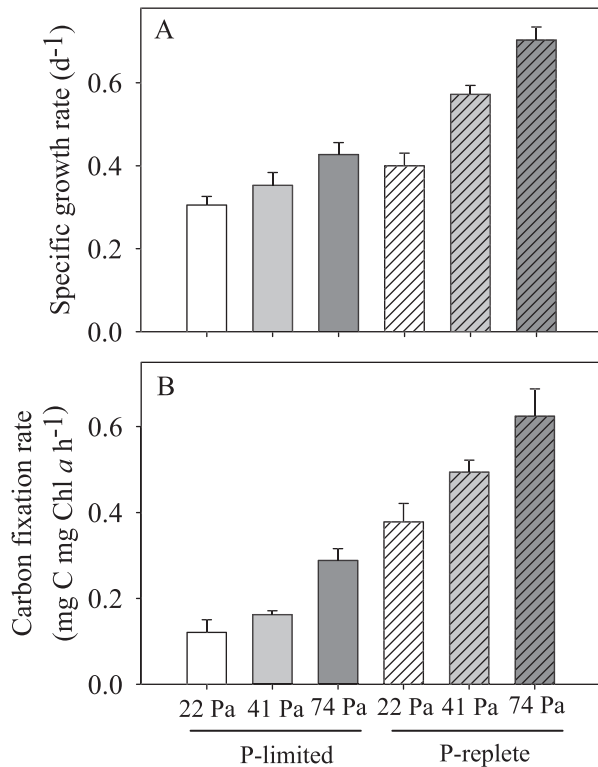 A
Specific growth rate (d-1)
0.6
0.4
0.2
0.0
B
Carbon fixation rate
(mg C mg Chl a h-1)
0.6
0.4
0.2
0.0
22 Pa 41 Pa 74 Pa 22 Pa 41 Pa 74 Pa
P-limited P-replete